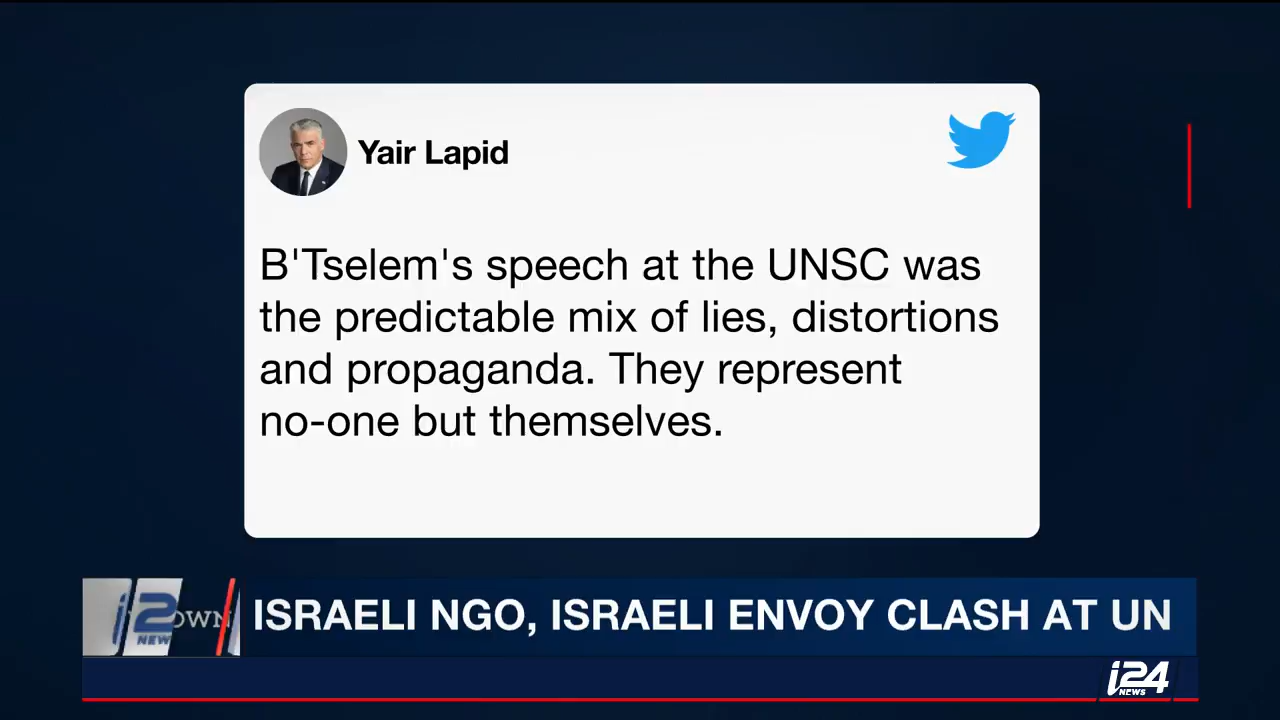 Yair Lapid
B'Tselem's speech at the UNSC was
the predictable mix of lies, distortions
and propaganda. They represent
no-one but themselves.
ISRAELI NGO, ISRAELI ENVOY CLASH AT UN
i24
NEWS